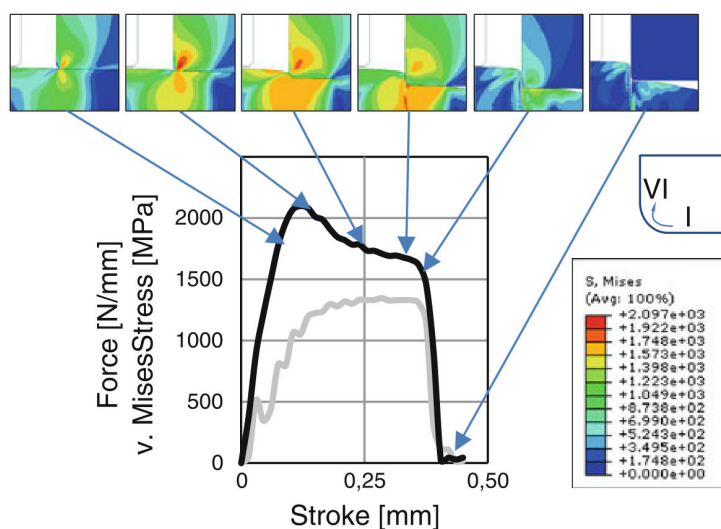 2000
1500
1000
500
0
Force [N/mm]
v. MisesStress [MPa]
0
0,25
0,50
Stroke [mm]
VI
I
S, Mises
(Avg: 100%)
+2.097e+03
+1.922e+03
+1.748e+03
+1.573e+03
+1.398e+03
+1.223e+03
+1.049e+03
+8.738e+02
+6.990e+02
+5.243e+02
+3.495e+02
+1.748e+02
+0.000e+00